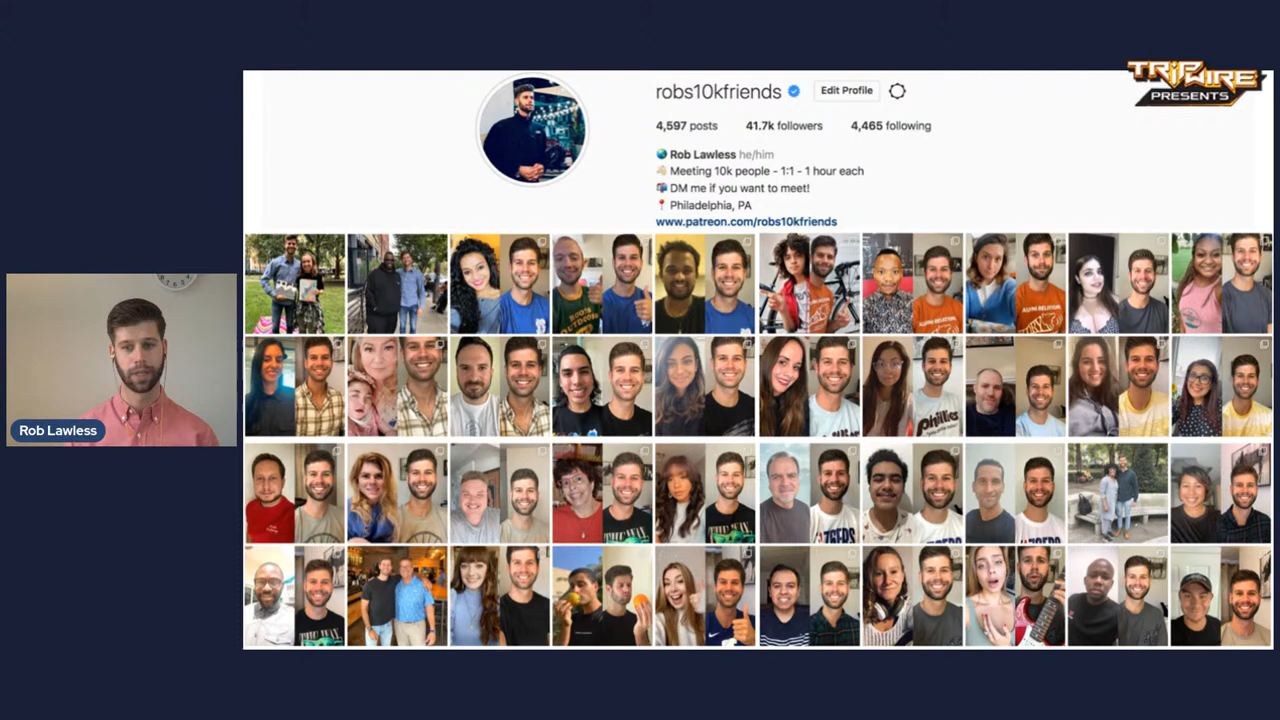 TRIPWIRE
PRESENTS
robs10kfriends
Edit Profile
4,597 posts 41.7k followers 4,465 following
Rob Lawless he/him
Meeting 10k people - 1:1 - 1 hour each
DM me if you want to meet!
Philadelphia, PA
www.patreon.com/robs10kfriends
Rob Lawless
phillies
76ERS